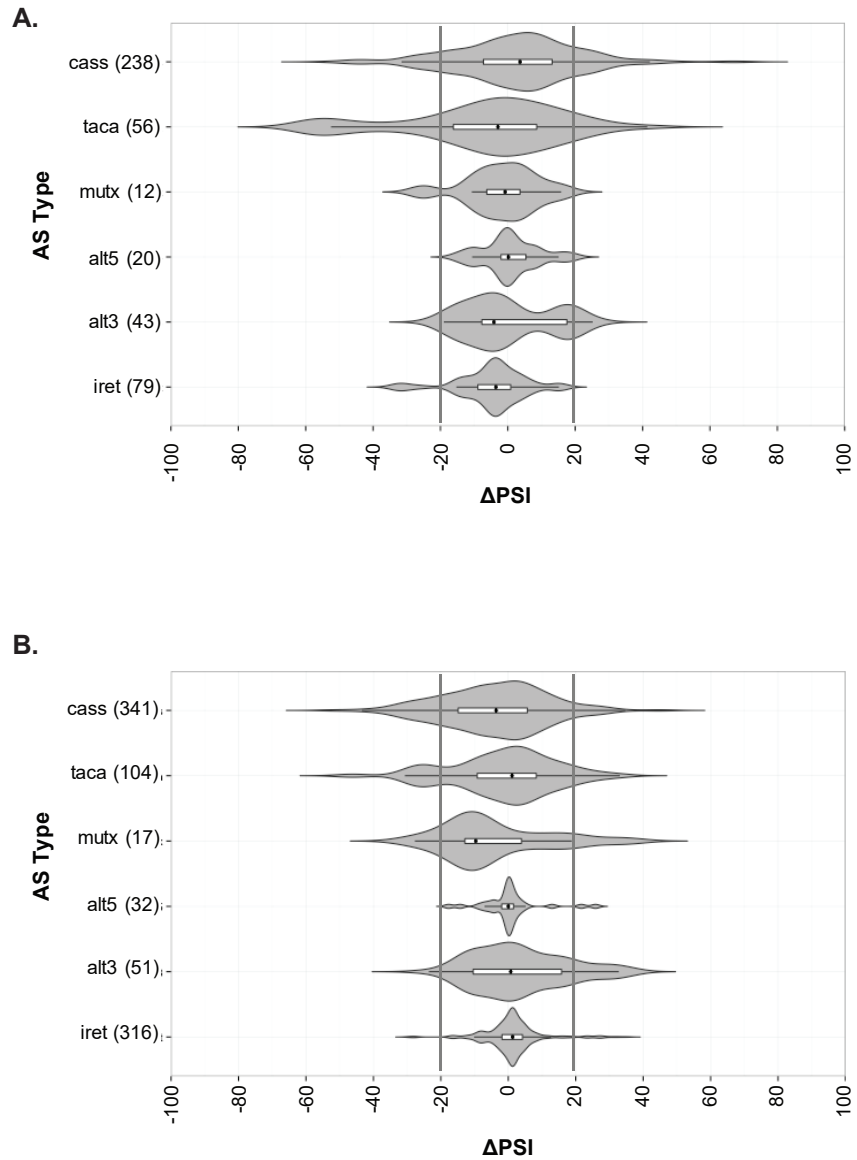 A.
AS Type
cass (238)
taca (56)
mutx (12)
alt5 (20)
alt3 (43)
iret (79)
-100
-80
-60
-40
-20
0
20
40
60
80
100
ΔPSI
B.
AS Type
cass (341)
taca (104)
mutx (17)
alt5 (32)
alt3 (51)
iret (316)
-100
-80
-60
-40
-20
0
20
40
60
80
100
ΔPSI